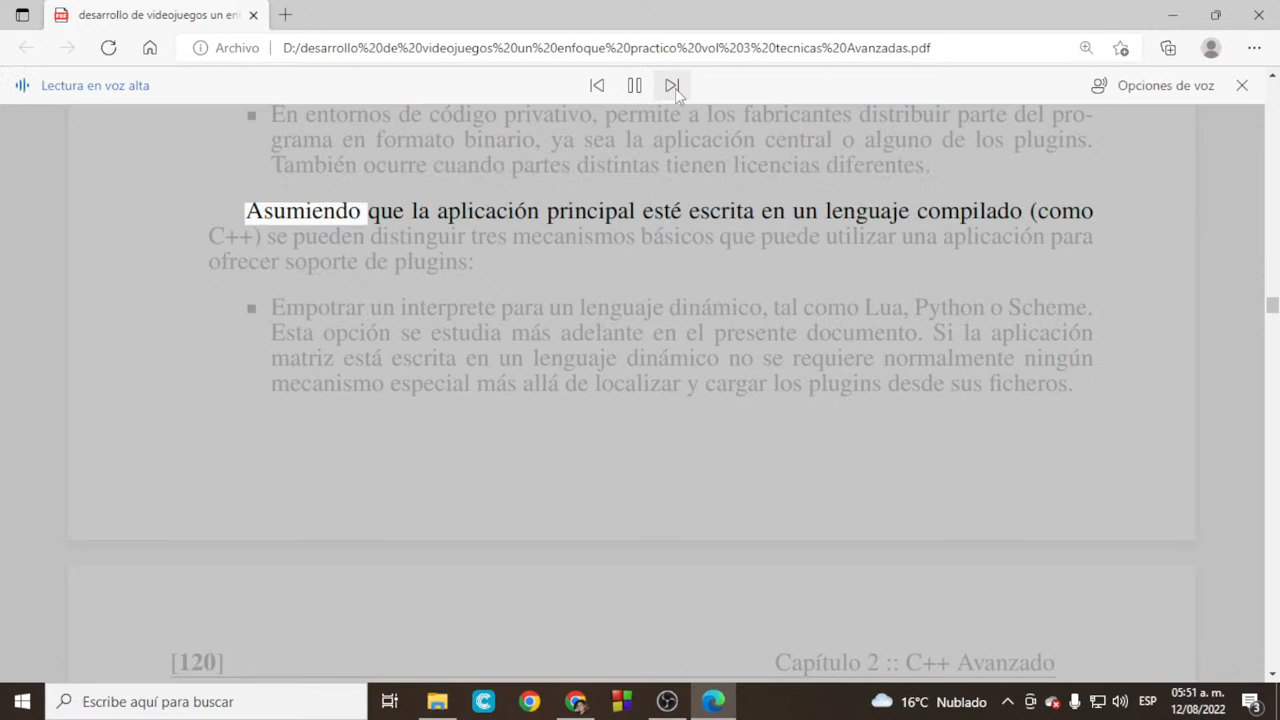 desarrollo de videojuegos un en
Archivo
D:/desarrollo%20de%20videojuegos%20un%20enfoque%20practico%20vol%203%20tecnicas%20Avanzadas.pdf
Lectura en voz alta
Opciones de voz
En entornos de código privativo, permite a los fabricantes distribuir parte del pro-
grama en formato binario, ya sea la aplicación central o alguno de los plugins.
También ocurre cuando partes distintas tienen licencias diferentes.
Asumiendo que la aplicación principal esté escrita en un lenguaje compilado (como
C++) se pueden distinguir tres mecanismos básicos que puede utilizar una aplicación para
ofrecer soporte de plugins:
Empotrar un interprete para un lenguaje dinámico, tal como Lua, Python o Scheme.
Esta opción se estudia más adelante en el presente documento. Si la aplicación
matriz está escrita en un lenguaje dinámico no se requiere normalmente ningún
mecanismo especial más allá de localizar y cargar los plugins desde sus ficheros.
[120]
Capítulo 2 :: C++ Avanzado
Escribe aquí para buscar
16°C Nublado
ESP
05:51 a. m.
12/08/2022
3